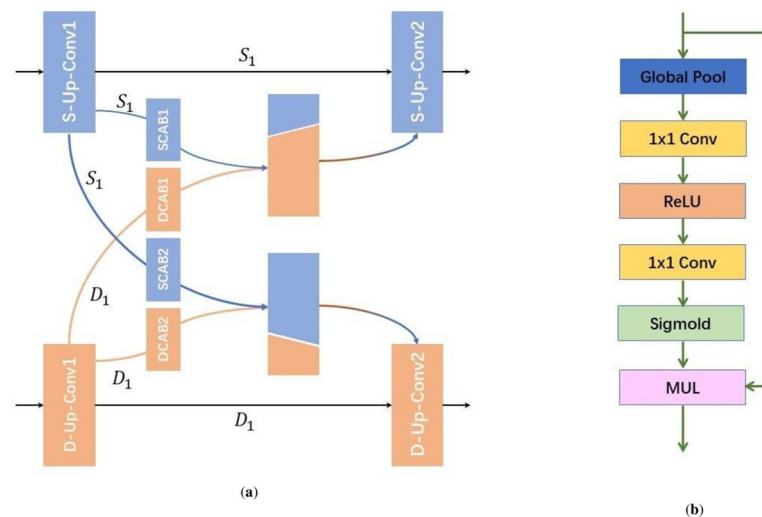 S-Up-Conv1
S₁
S-Up-Conv2
S₁
SCAB1
S₁
DCAB1
SCAB2
D₁
DCAB2
D-Up-Conv1
D₁
D₁
D-Up-Conv2
(a)
Global Pool
1x1 Conv
ReLU
1x1 Conv
Sigmold
MUL
(b)